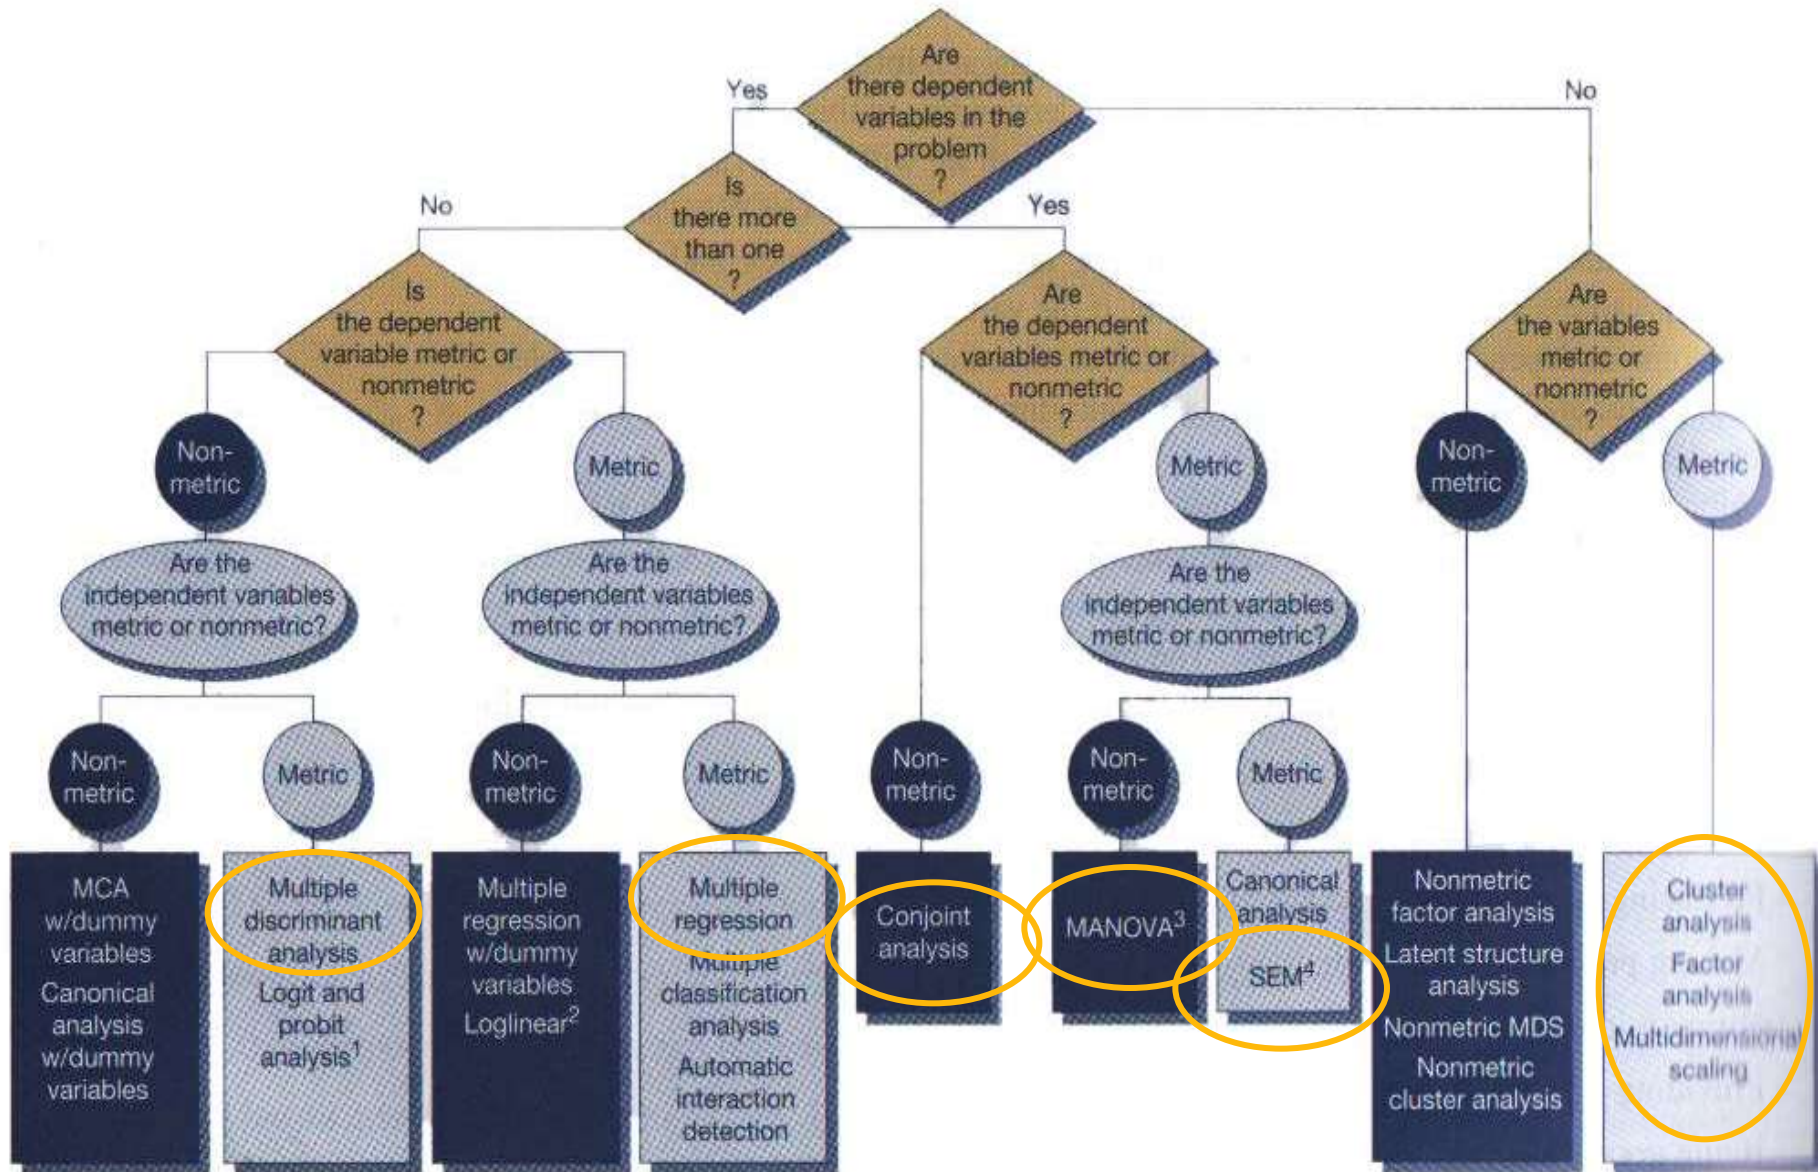 Are
there dependent
variables in the
problem
?
Yes
No
Is
there more
than one
?
No
Yes
Is
the dependent
variable metric or
nonmetric
?
Are
the dependent
variables metric or
nonmetric
?
Are
the variables
metric or
nonmetric
?
Non-
metric
Metric
Metric
Non-
metric
Metric
Are the
independent variables
metric or nonmetric?
Are the
independent variables
metric or nonmetric?
Are the
independent variables
metric or nonmetric?
Non-
metric
Metric
Non-
metric
Metric
Non-
metric
Non-
metric
Metric
MCA
w/dummy
variables
Canonical
analysis
w/dummy
variables
Multiple
discriminant
analysis
Logit and
probit
analysis¹
Multiple
regression
w/dummy
variables
Loglinear²
Multiple
regression
Multiple
classification
analysis
Automatic
interaction
detection
Conjoint
analysis
MANOVA³
Canonical
analysis
SEM⁴
Nonmetric
factor analysis
Latent structure
analysis
Nonmetric MDS
Nonmetric
cluster analysis
Cluster
analysis
Factor
analysis
Multidimensional
scaling